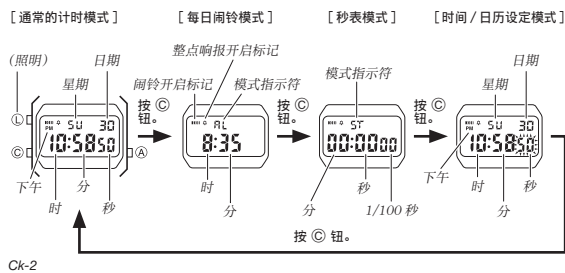 [ 通常的计时模式 ]
[ 每日闹铃模式 ]
[ 秒表模式 ]
[ 时间 / 日历设定模式 ]
整点响报开启标记
(照明)
日期
星期
闹铃开启标记
模式指示符
模式指示符
日期
星期
Ⓛ
Ⓒ
Ⓐ
PM
SU 30
10:58 50
按 Ⓒ
钮。
AL
8:35
按 Ⓒ
钮。
ST
00:00 00
按 Ⓒ
钮。
PM
SU 30
10:58 50
下午
分
时
秒
时
分
秒
分
1/100 秒
下午
时
秒
分
按 Ⓒ 钮。
Ck-2